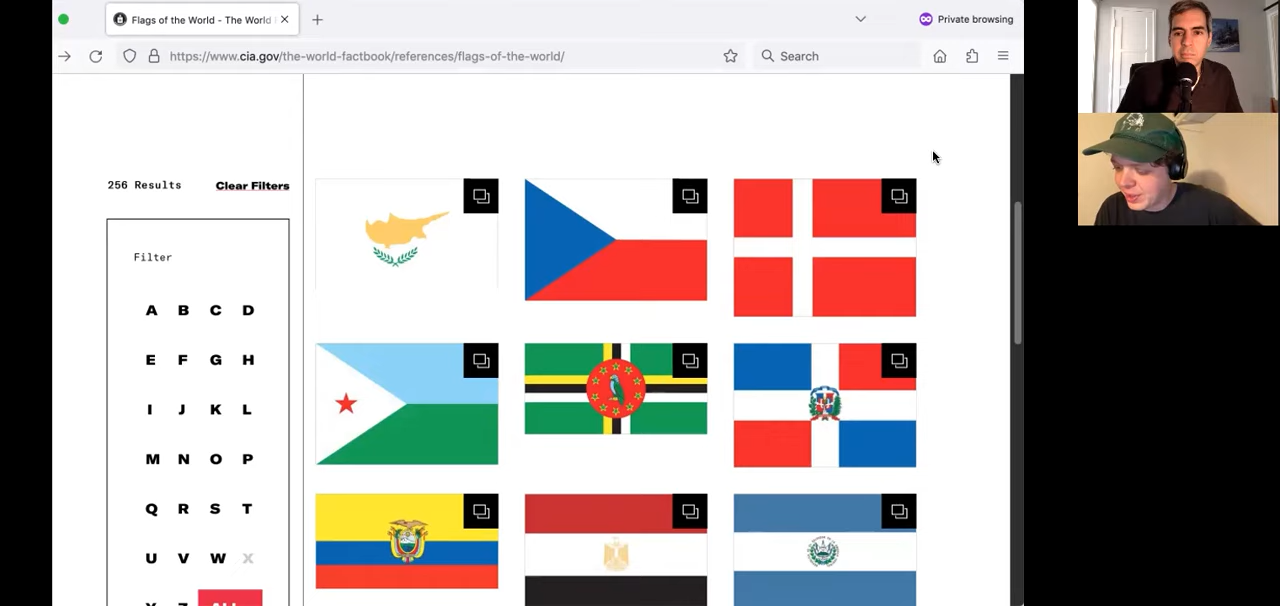 Flags of the World - The World
Private browsing
https://www.cia.gov/the-world-factbook/references/flags-of-the-world/
Search
256 Results
Clear Filters
Filter
A B C D
E F G H
I J K L
M N O P
Q R S T
U V W X
Y Z ALL